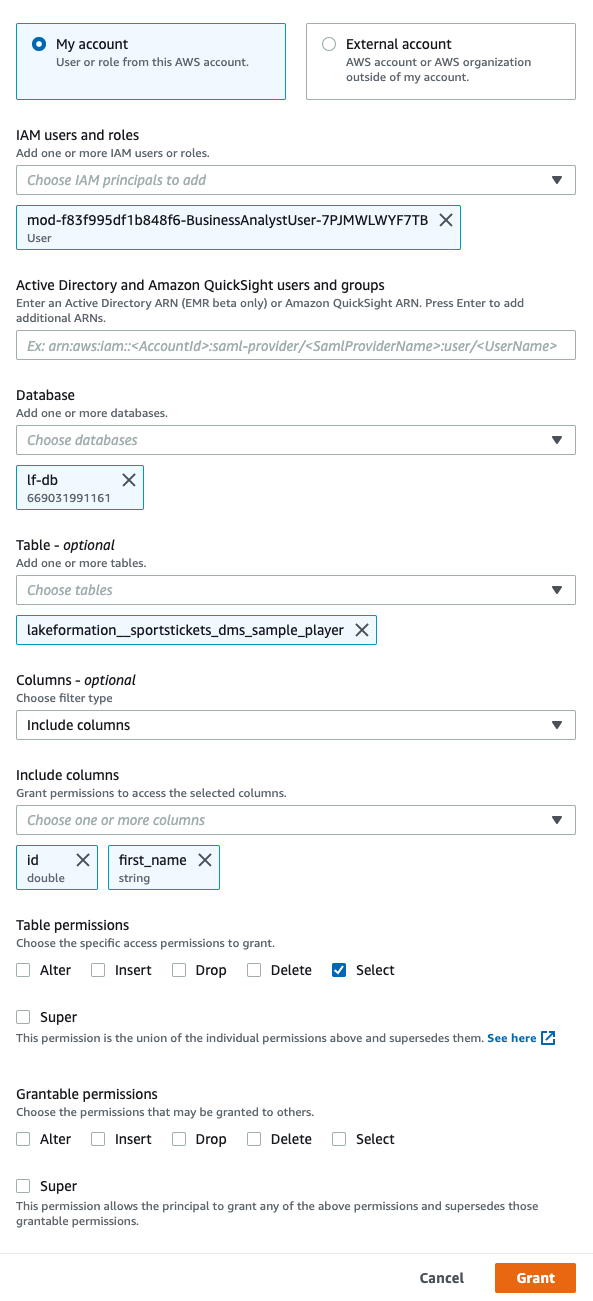 My account
User or role from this AWS account.
External account
AWS account or AWS organization
outside of my account.
IAM users and roles
Add one or more IAM users or roles.
Choose IAM principals to add
mod-f83f995df1b848f6-BusinessAnalystUser-7PJMWLWYF7TB
User
Active Directory and Amazon QuickSight users and groups
Enter an Active Directory ARN (EMR beta only) or Amazon QuickSight ARN. Press Enter to add
additional ARNs.
Ex: arn:aws:iam::<AccountId>:saml-provider/<SamlProviderName>:user/<UserName>
Database
Add one or more databases.
Choose databases
lf-db
669031991161
Table - optional
Add one or more tables.
Choose tables
lakeformation__sportstickets_dms_sample_player
Columns - optional
Choose filter type
Include columns
Include columns
Grant permissions to access the selected columns.
Choose one or more columns
id
double
first_name
string
Table permissions
Choose the specific access permissions to grant.
Alter Insert Drop Delete Select
Super
This permission is the union of the individual permissions above and supersedes them. See here
Grantable permissions
Choose the permissions that may be granted to others.
Alter Insert Drop Delete Select
Super
This permission allows the principal to grant any of the above permissions and supersedes those
grantable permissions.
Cancel Grant